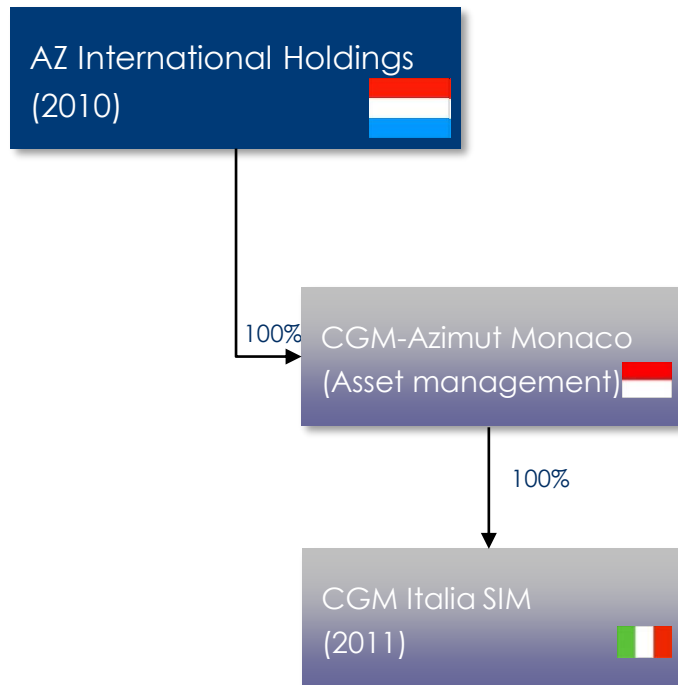 AZ International Holdings
(2010)
100%
CGM-Azimut Monaco
(Asset management)
100%
CGM Italia SIM
(2011)